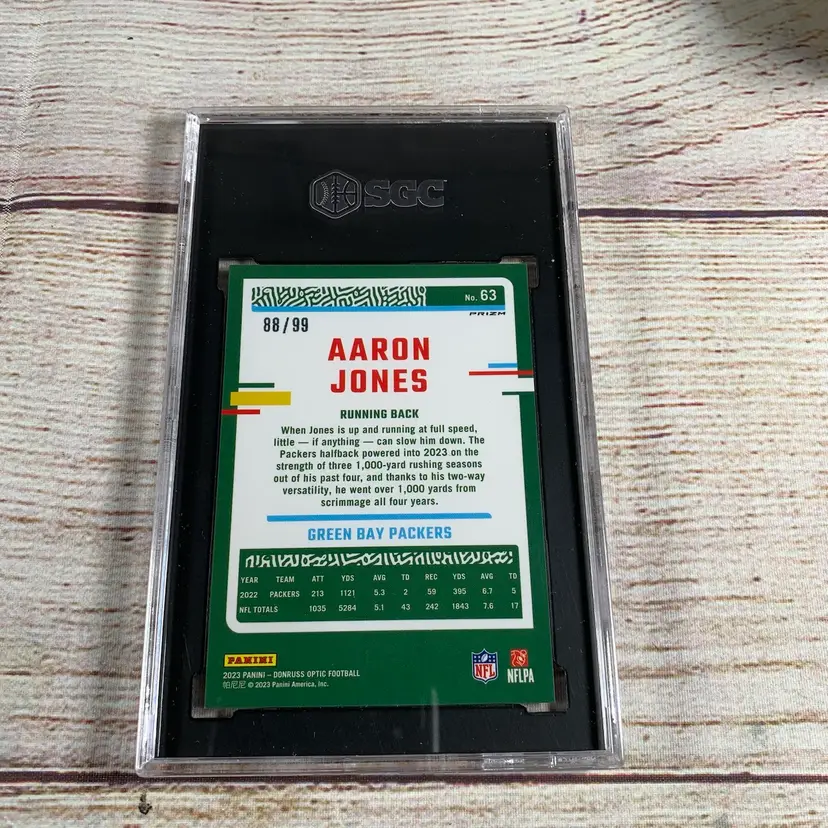 SGC
No. 63
PRIZM
88/99
AARON
JONES
RUNNING BACK
When Jones is up and running at full speed,
little — if anything — can slow him down. The
Packers halfback powered into 2023 on the
strength of three 1,000-yard rushing seasons
out of his past four, and thanks to his two-way
versatility, he went over 1,000 yards from
scrimmage all four years.
GREEN BAY PACKERS
YEAR TEAM ATT YDS AVG TD REC YDS AVG TD
2022 PACKERS 213 1121 5.3 2 59 395 6.7 5
NFL TOTALS 1035 5284 5.1 43 242 1843 7.6 17
PANINI
2023 PANINI – DONRUSS OPTIC FOOTBALL
帕尼尼 © 2023 Panini America, Inc.
NFL
NFLPA